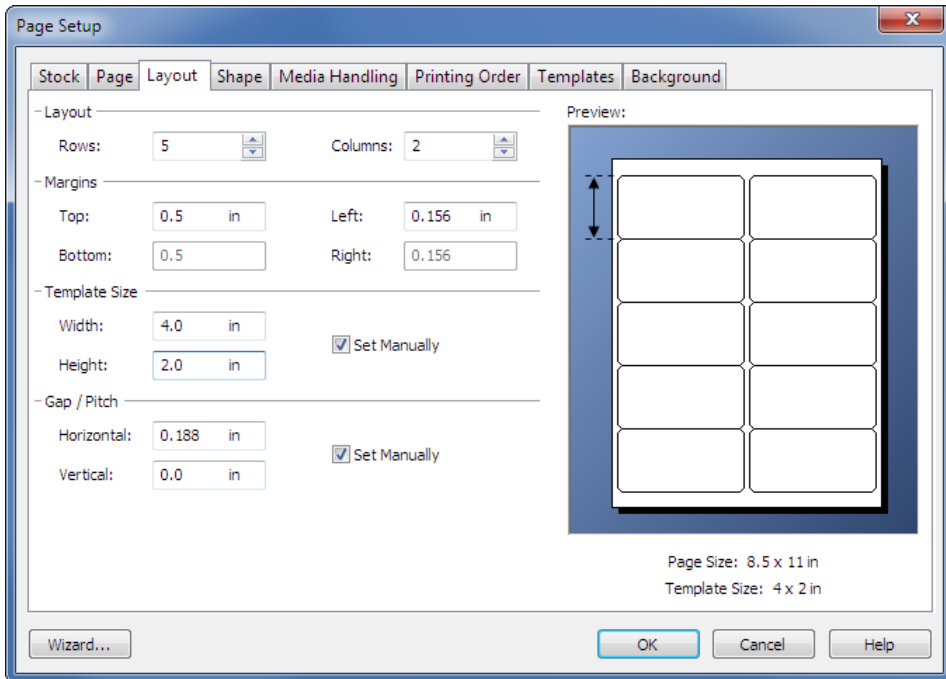 Page Setup
Stock Page Layout Shape Media Handling Printing Order Templates Background
Layout
Rows: 5 Columns: 2
Margins
Top: 0.5 in Left: 0.156 in
Bottom: 0.5 Right: 0.156
Template Size
Width: 4.0 in
Set Manually
Height: 2.0 in
Gap / Pitch
Horizontal: 0.188 in
Set Manually
Vertical: 0.0 in
Preview:
Page Size: 8.5 x 11 in
Template Size: 4 x 2 in
Wizard... OK Cancel Help